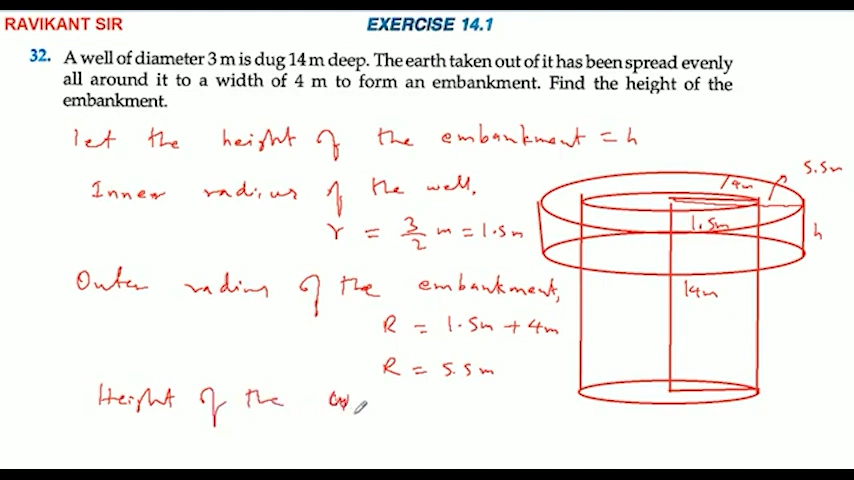 RAVIKANT SIR
EXERCISE 14.1
32. A well of diameter 3 m is dug 14 m deep. The earth taken out of it has been spread evenly
all around it to a width of 4 m to form an embankment. Find the height of the
embankment.
let the height of the embankment = h
Inner radius of the well,
r = 3/2 m = 1.5m
Outer radius of the embankment,
R = 1.5m + 4m
R = 5.5m
Height of the
4m
5.5m
1.5m
h
14m